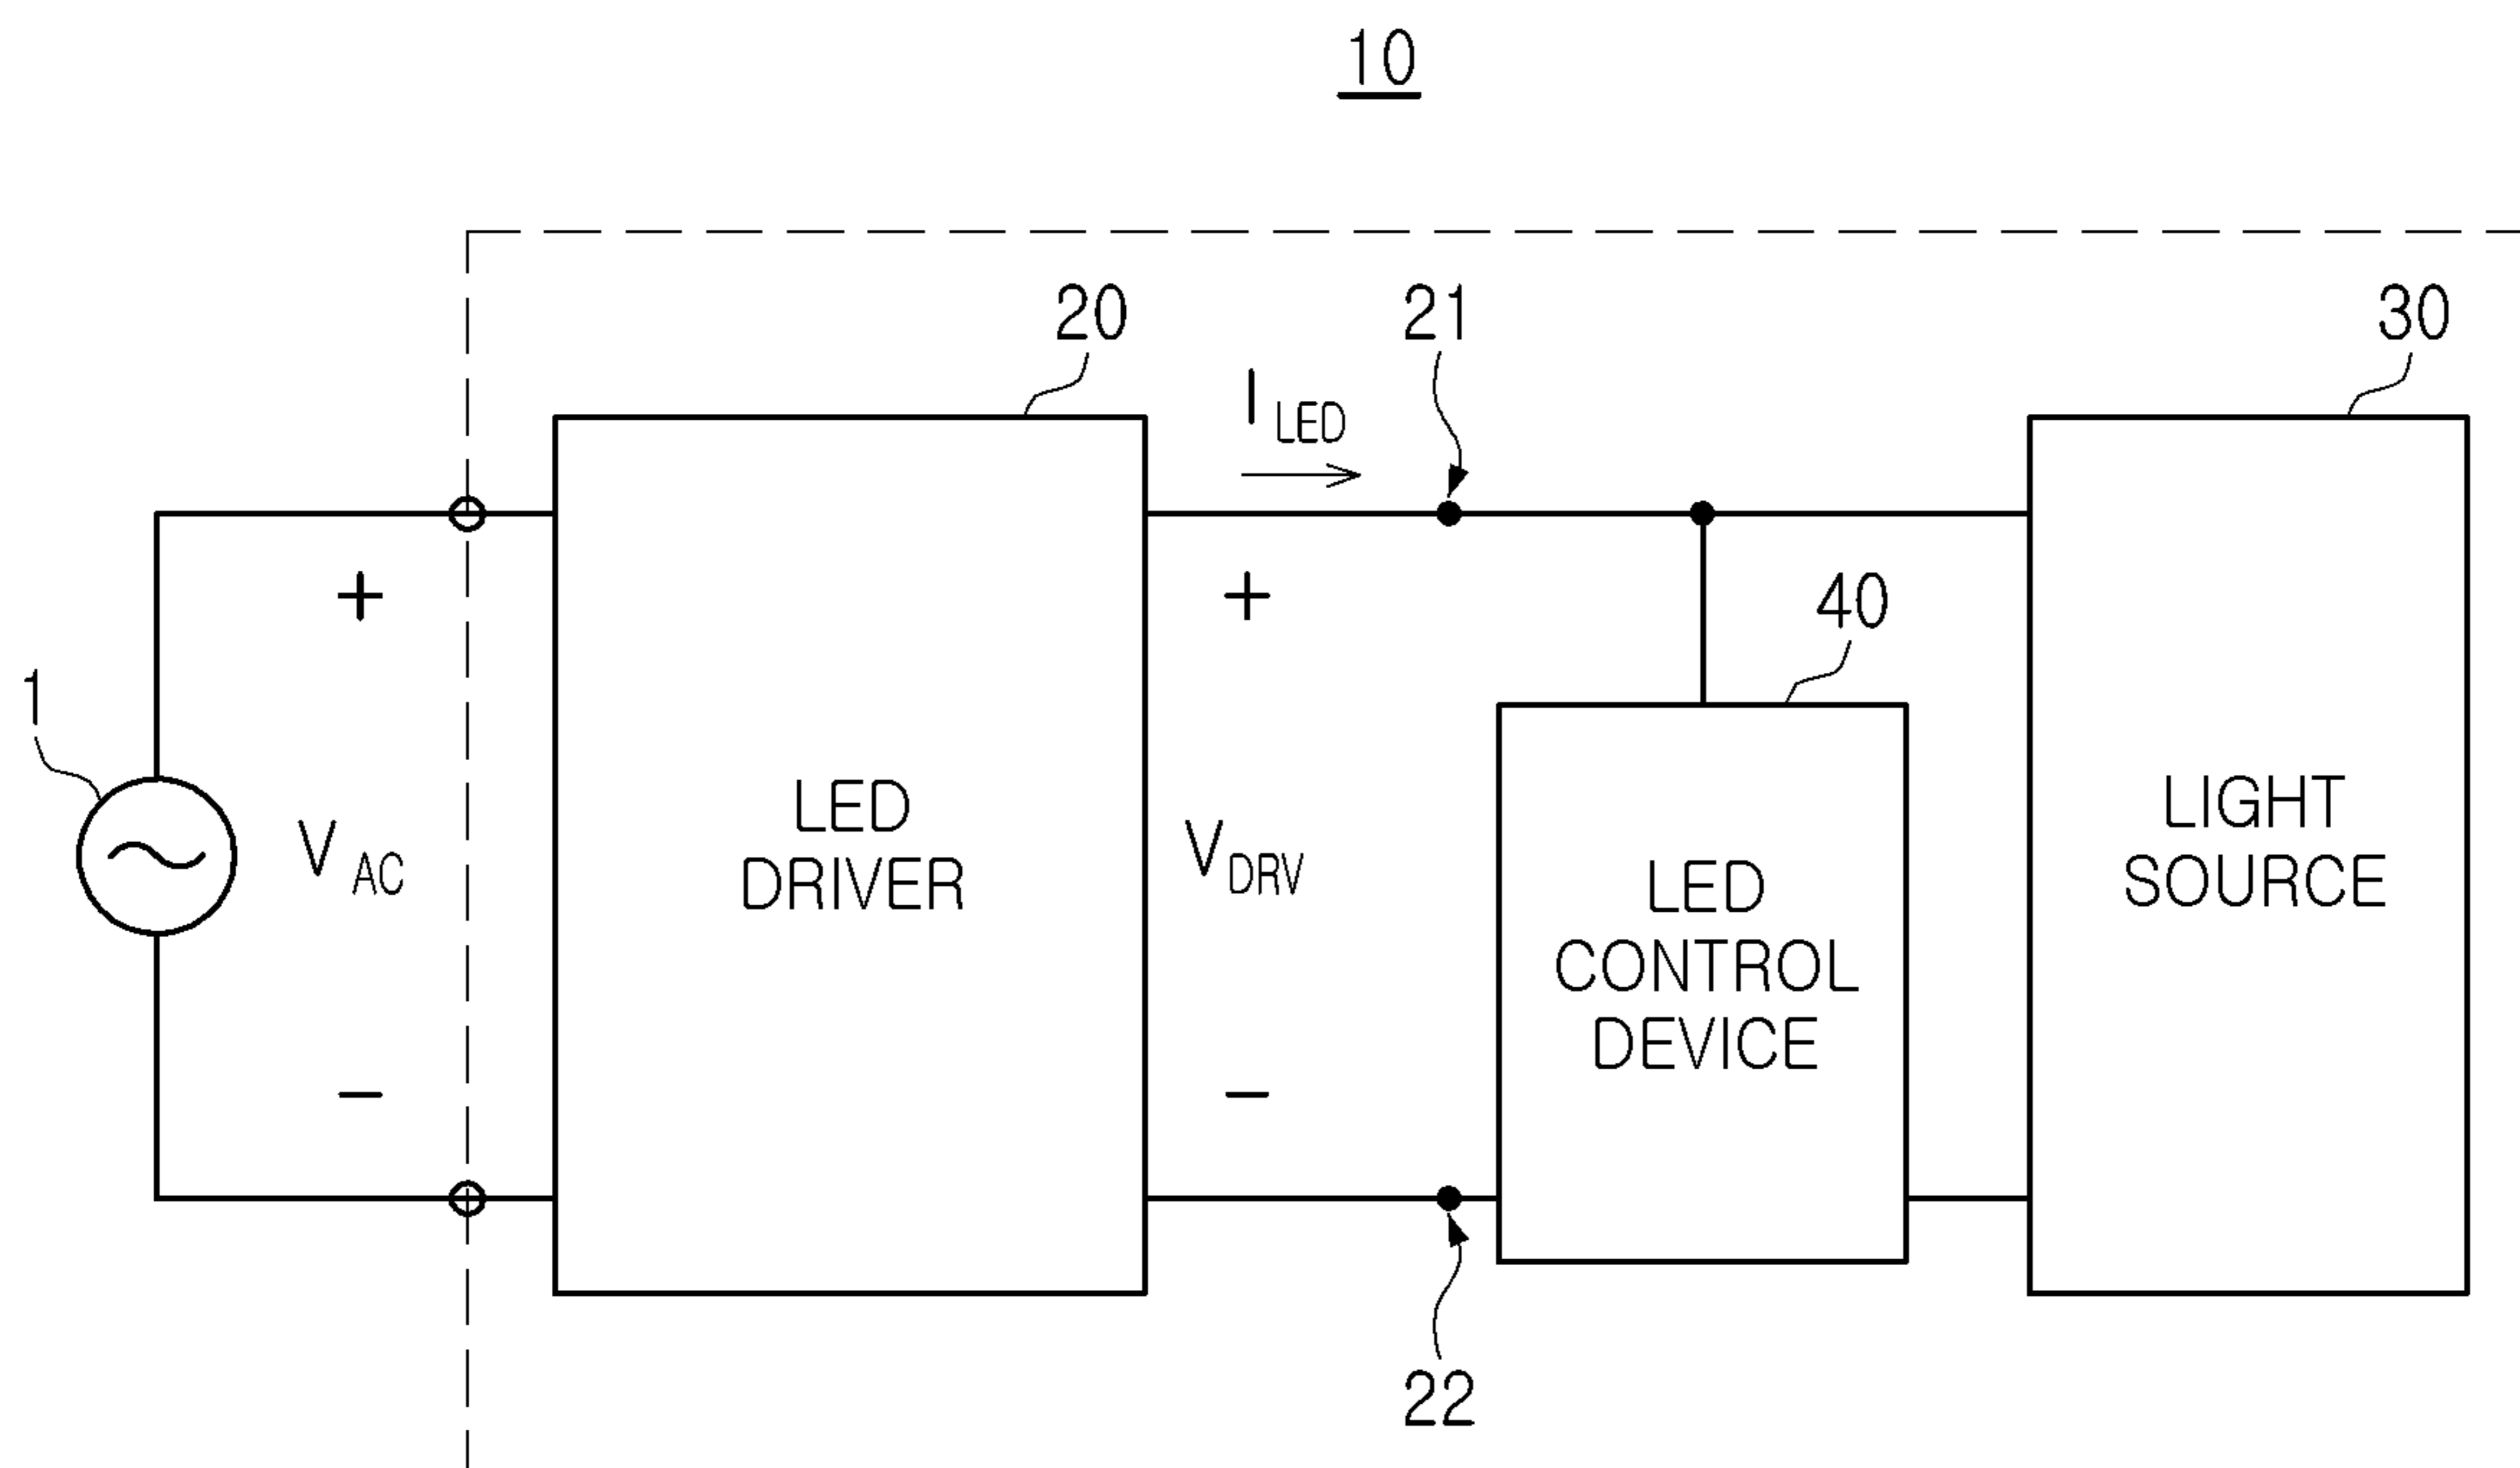 10
20
21
30
I LED
+
+
40
1
V AC
LED
DRIVER
V DRV
LED
CONTROL
DEVICE
LIGHT
SOURCE
−
−
22